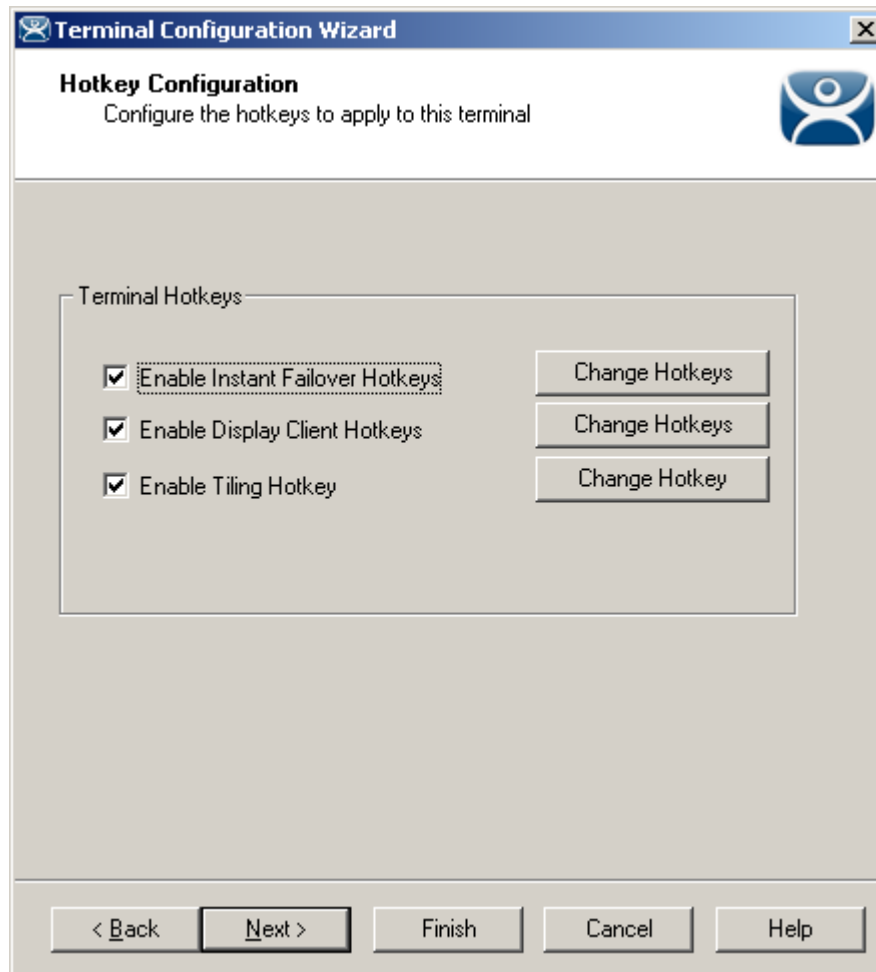 Terminal Configuration Wizard
Hotkey Configuration
Configure the hotkeys to apply to this terminal
Terminal Hotkeys
Enable Instant Failover Hotkeys Change Hotkeys
Enable Display Client Hotkeys Change Hotkeys
Enable Tiling Hotkey Change Hotkey
< Back Next > Finish Cancel Help